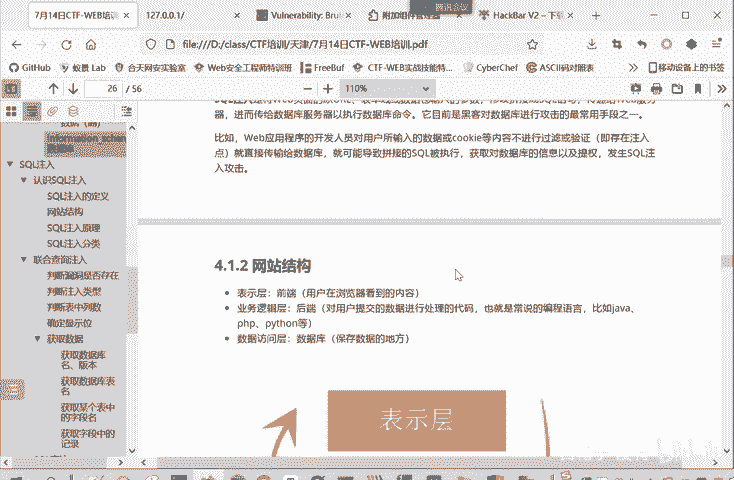 腾讯会议
7月14日CTF-WEB培训
127.0.0.1/
Vulnerability: Bru
附加组件管理器
HackBar V2 – 下载
file:///D:/class/CTF培训/天津/7月14日CTF-WEB培训.pdf
GitHub
蚁景 Lab
合天网安实验室
Web安全工程师特训班
FreeBuf
CTF-WEB实战技能特...
CyberChef
ASCII码对照表
移动设备上的书签
26 / 56
110%
器，进而传给数据库服务器以执行数据库命令。它目前是黑客对数据库进行攻击的最常用手段之一。
比如，Web应用程序的开发人员对用户所输入的数据或cookie等内容不进行过滤或验证（即存在注入
点）就直接传输给数据库，就可能导致拼接的SQL被执行，获取对数据库的信息以及提权，发生SQL注
入攻击。
SQL注入
认识SQL注入
SQL注入的定义
网站结构
SQL注入原理
SQL注入分类
联合查询注入
判断漏洞是否存在
判断注入类型
判断表中列数
确定显示位
获取数据
获取数据库
名、版本
获取数据库表
名
获取某个表中
的字段名
获取字段中的
记录
4.1.2 网站结构
表示层：前端（用户在浏览器看到的内容）
业务逻辑层：后端（对用户提交的数据进行处理的代码，也就是常说的编程语言，比如java、
php、python等）
数据访问层：数据库（保存数据的地方）
表示层